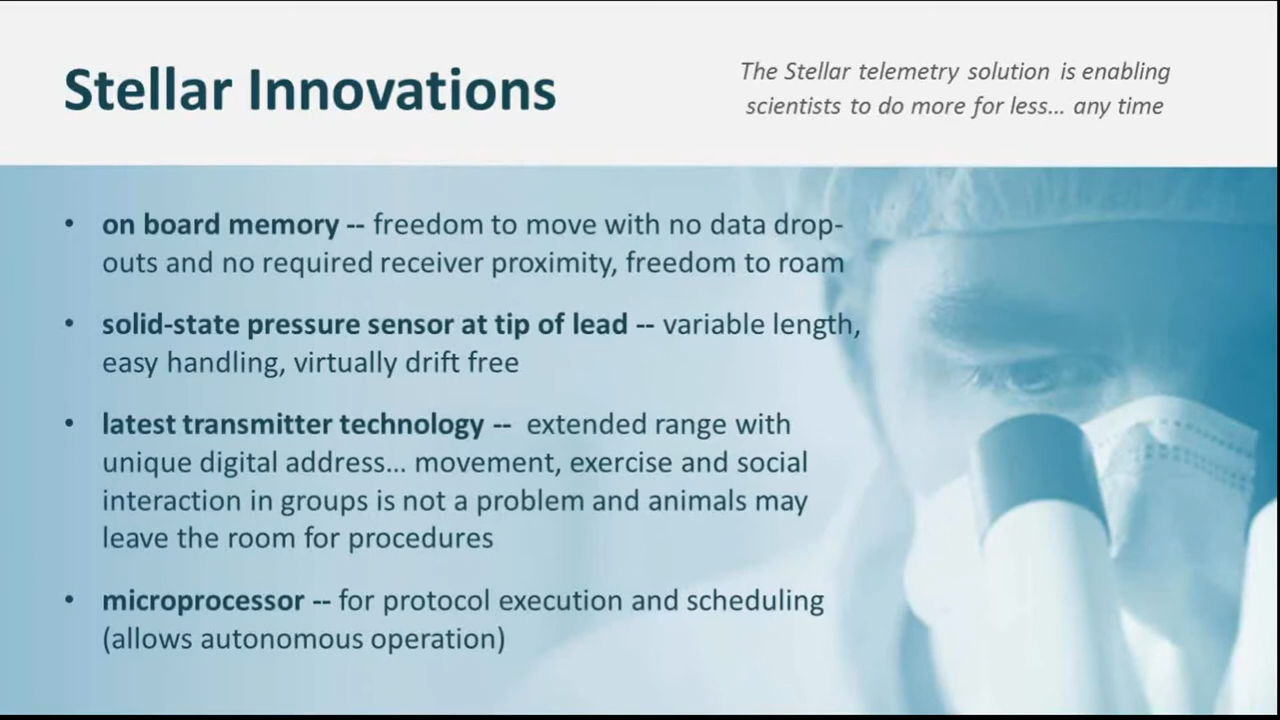 Stellar Innovations
The Stellar telemetry solution is enabling
scientists to do more for less... any time
• on board memory -- freedom to move with no data drop-
outs and no required receiver proximity, freedom to roam
• solid-state pressure sensor at tip of lead -- variable length,
easy handling, virtually drift free
• latest transmitter technology -- extended range with
unique digital address... movement, exercise and social
interaction in groups is not a problem and animals may
leave the room for procedures
• microprocessor -- for protocol execution and scheduling
(allows autonomous operation)